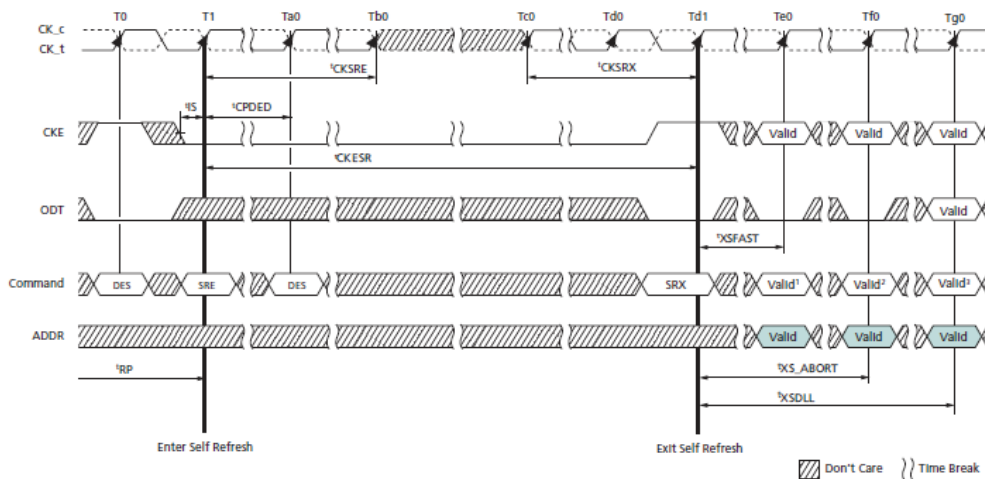 T0 T1 Ta0 Tb0 Tc0 Td0 Td1 Te0 Tf0 Tg0
CK_c
CK_t
tCKSRE tCKSRX
tIS tCPDED
CKE Valid Valid Valid
tCKESR
ODT Valid
tXSFAST
Command DES SRE DES SRX Valid¹ Valid² Valid³
ADDR Valid Valid Valid
tRP tXS_ABORT
tXSDLL
Enter Self Refresh Exit Self Refresh
Don't Care Time Break